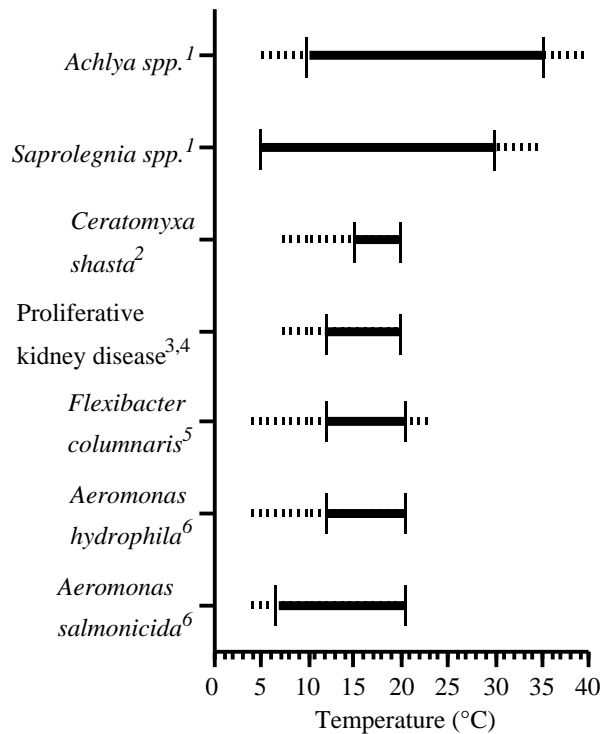 Achlya spp.1
Saprolegnia spp.1
Ceratomyxa
shasta2
Proliferative
kidney disease3,4
Flexibacter
columnaris5
Aeromonas
hydrophila6
Aeromonas
salmonicida6
0 5 10 15 20 25 30 35 40
Temperature (°C)